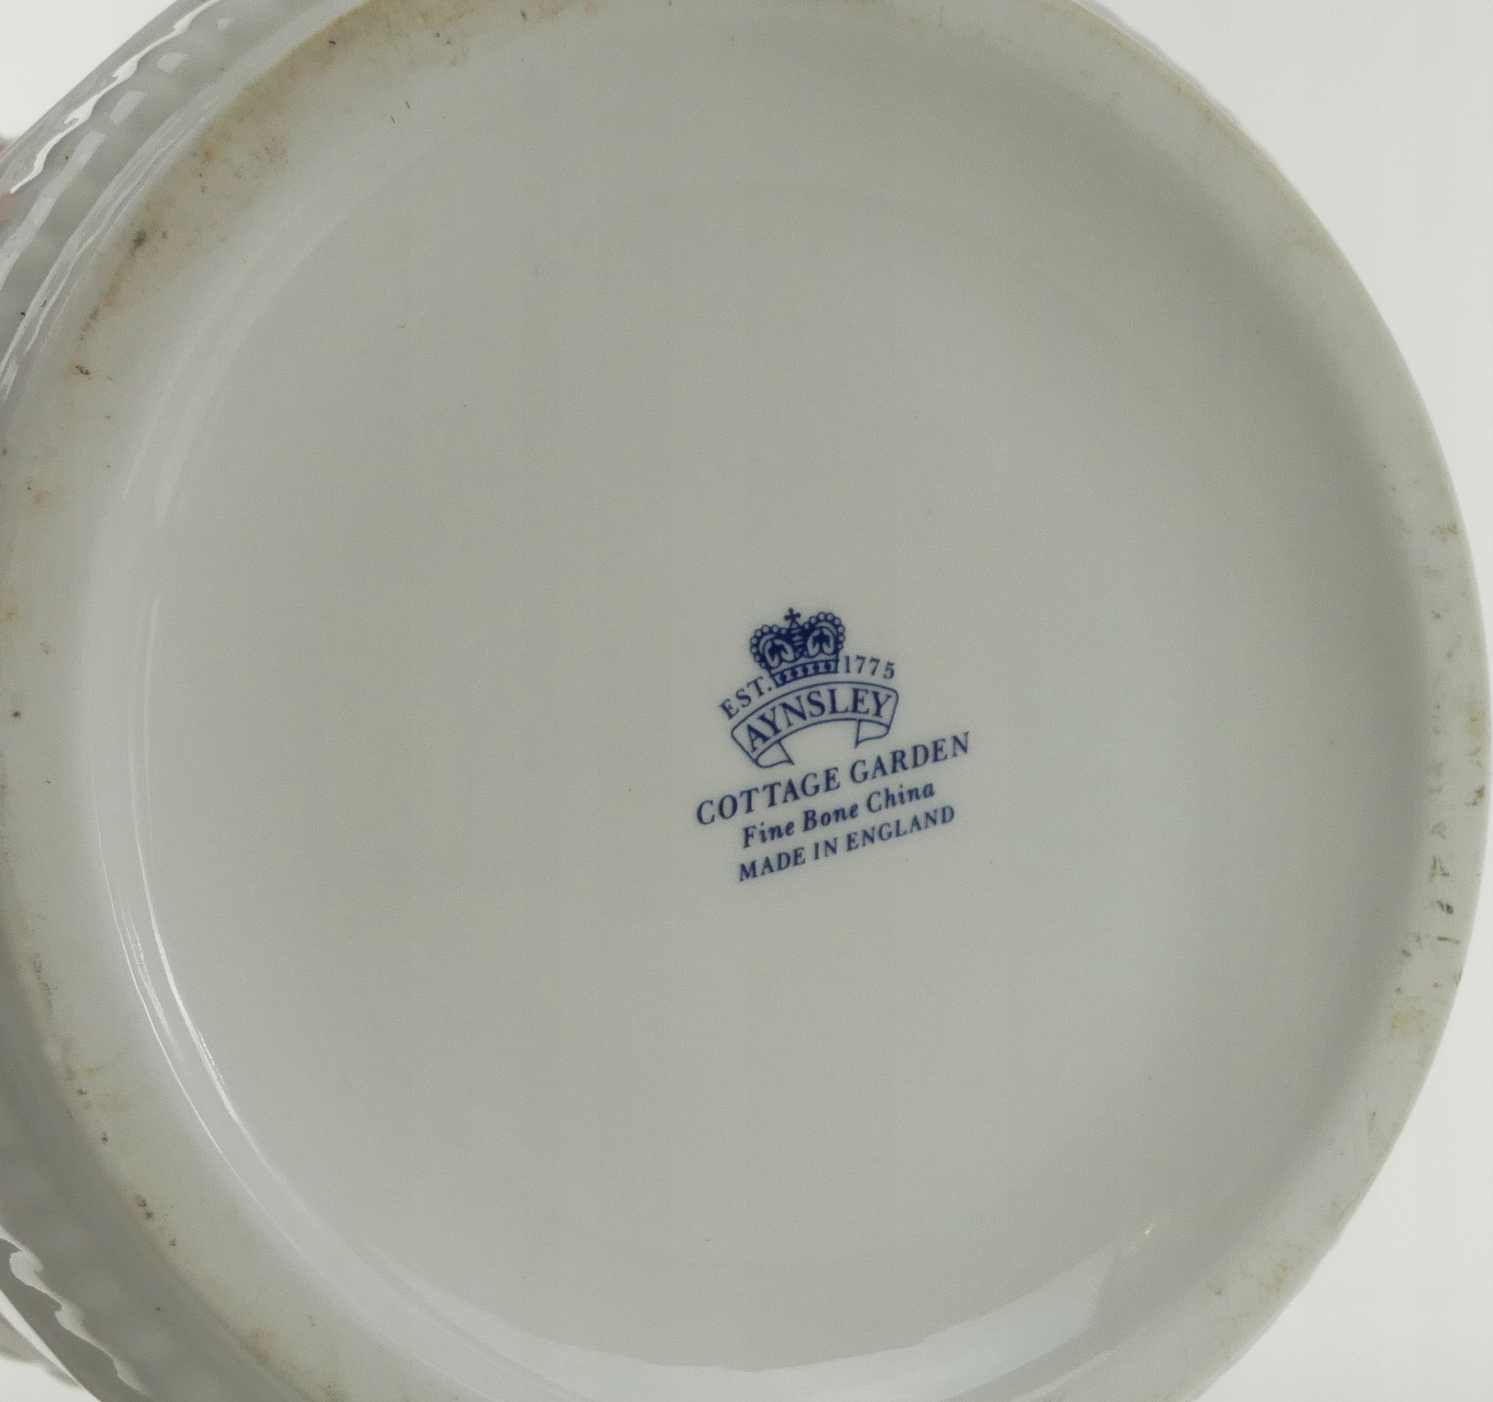 EST. 1775
AYNSLEY
COTTAGE GARDEN
Fine Bone China
MADE IN ENGLAND